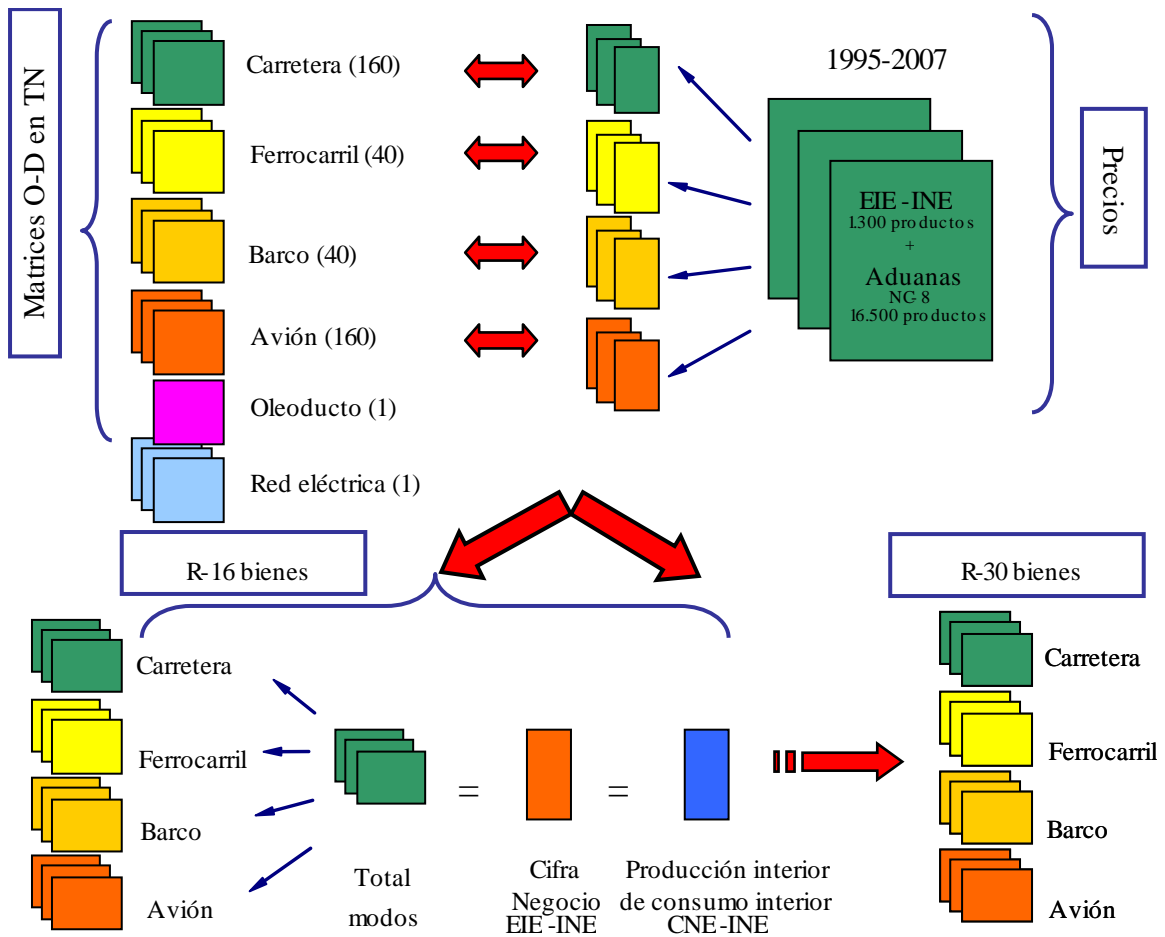 Matrices O-D en TN
Carretera (160)
Ferrocarril (40)
Barco (40)
Avión (160)
Oleoducto (1)
Red eléctrica (1)
1995-2007
EIE-INE
1.300 productos
+
Aduanas
NC-8
16.500 productos
Precios
R-16 bienes
R-30 bienes
Carretera
Ferrocarril
Barco
Avión
Total
modos
=
Cifra
Negocio
EIE-INE
=
Producción interior
de consumo interior
CNE-INE
Carretera
Ferrocarril
Barco
Avión